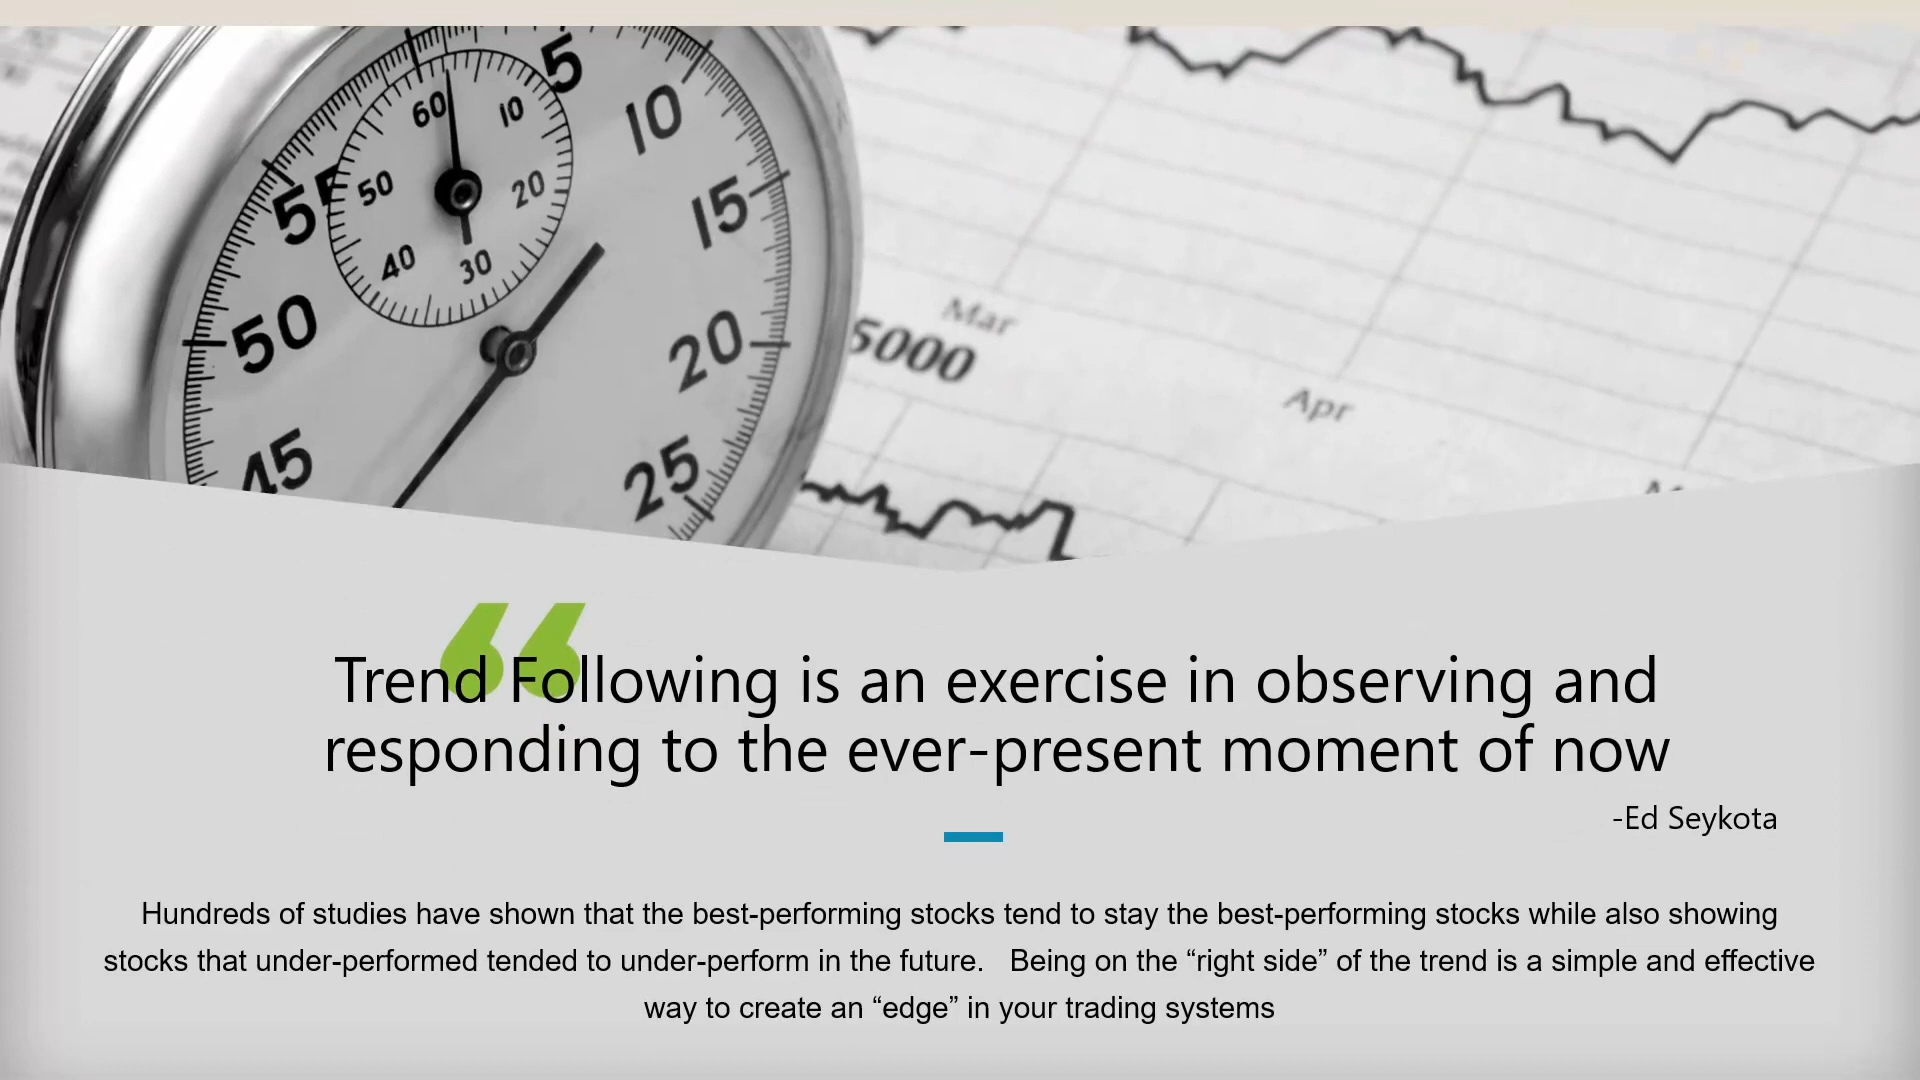 5
60
10
10
5
50
20
15
55
40
30
50
20
45
25
Mar
5000
Apr
“
Trend Following is an exercise in observing and
responding to the ever-present moment of now
-Ed Seykota
Hundreds of studies have shown that the best-performing stocks tend to stay the best-performing stocks while also showing
stocks that under-performed tended to under-perform in the future.   Being on the “right side” of the trend is a simple and effective
way to create an “edge” in your trading systems